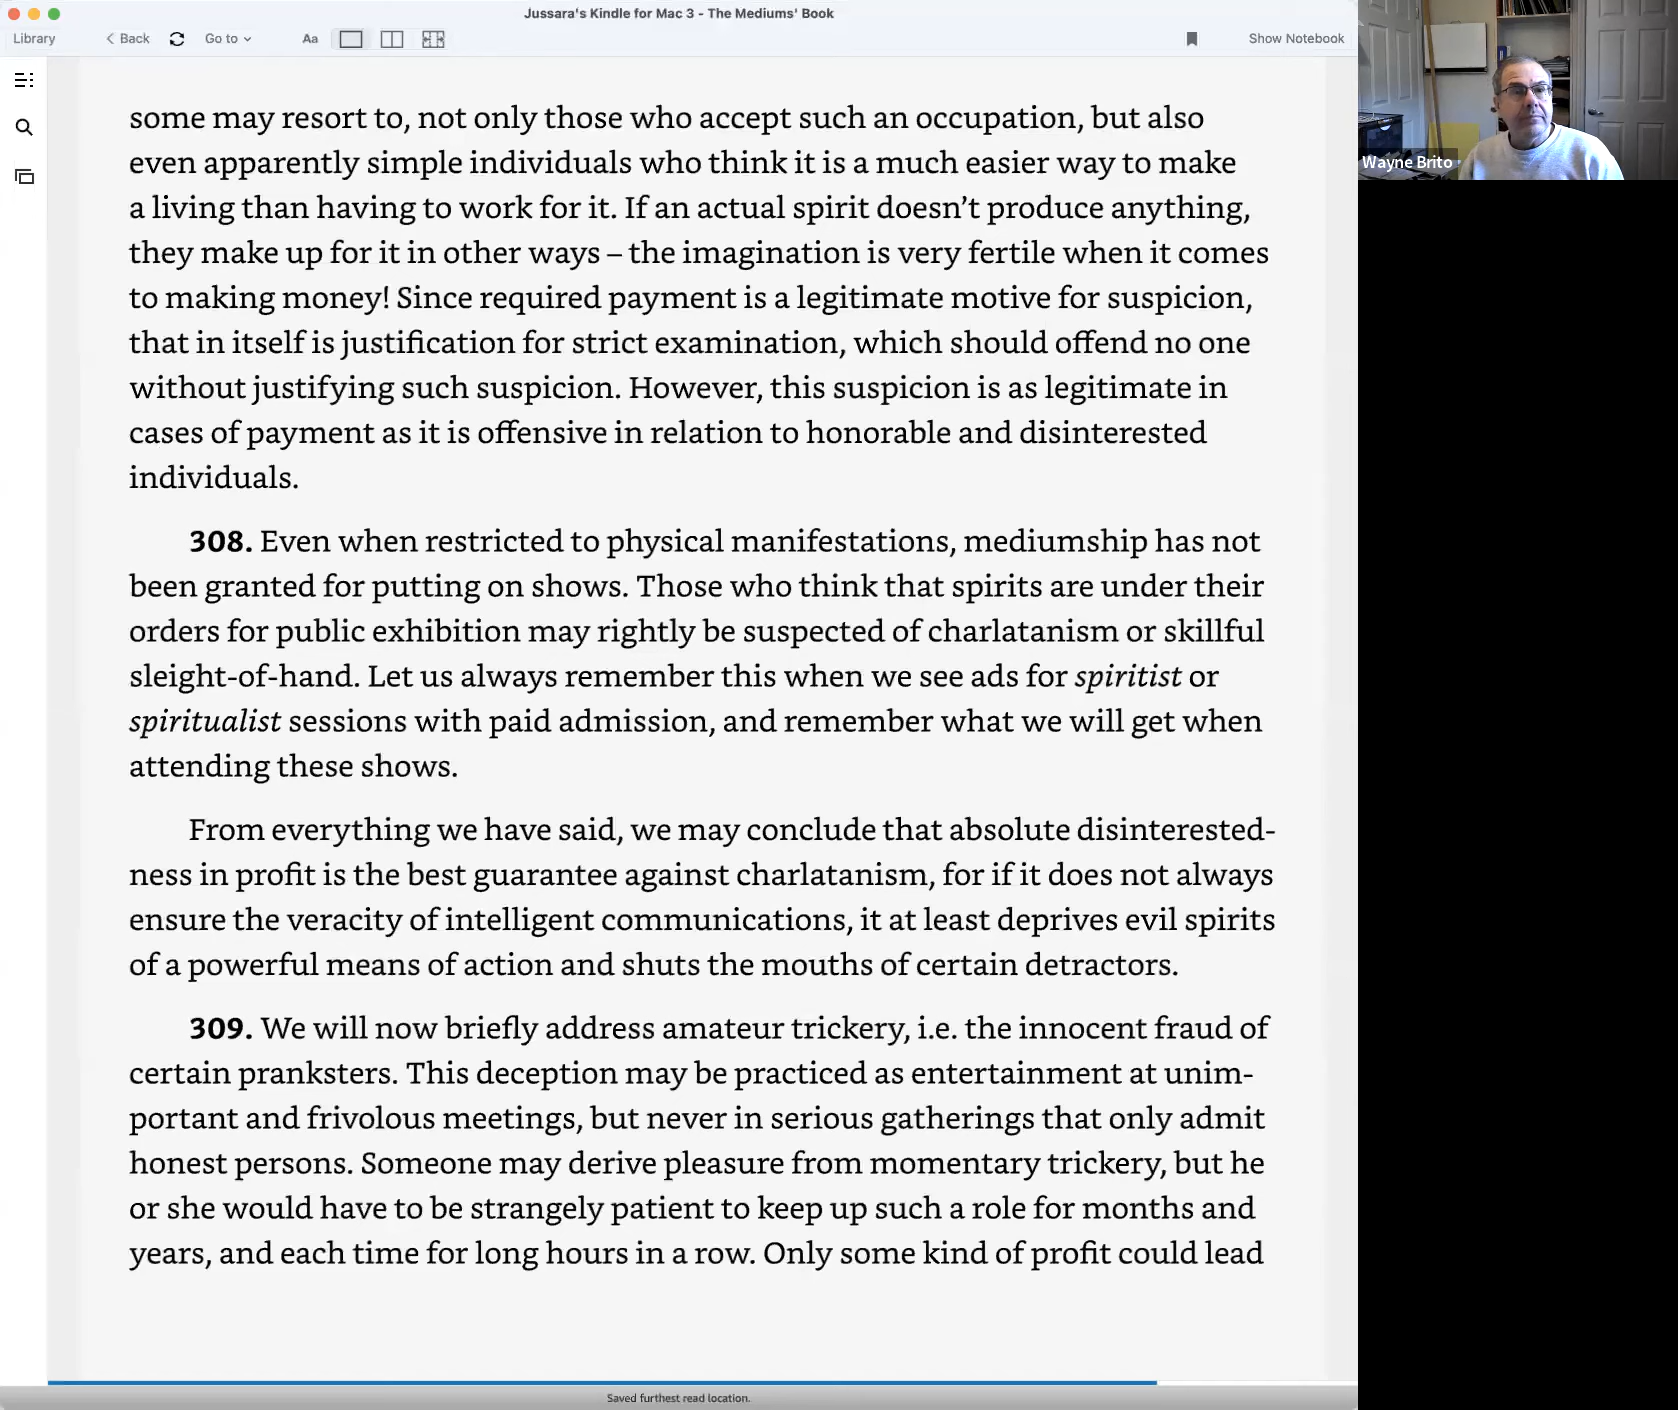 Jussara's Kindle for Mac 3 - The Mediums' Book
Library
Back
Go to
Aa
Show Notebook
Wayne Brito
some may resort to, not only those who accept such an occupation, but also
even apparently simple individuals who think it is a much easier way to make
a living than having to work for it. If an actual spirit doesn’t produce anything,
they make up for it in other ways – the imagination is very fertile when it comes
to making money! Since required payment is a legitimate motive for suspicion,
that in itself is justification for strict examination, which should offend no one
without justifying such suspicion. However, this suspicion is as legitimate in
cases of payment as it is offensive in relation to honorable and disinterested
individuals.
308. Even when restricted to physical manifestations, mediumship has not
been granted for putting on shows. Those who think that spirits are under their
orders for public exhibition may rightly be suspected of charlatanism or skillful
sleight-of-hand. Let us always remember this when we see ads for spiritist or
spiritualist sessions with paid admission, and remember what we will get when
attending these shows.
From everything we have said, we may conclude that absolute disinterested-
ness in profit is the best guarantee against charlatanism, for if it does not always
ensure the veracity of intelligent communications, it at least deprives evil spirits
of a powerful means of action and shuts the mouths of certain detractors.
309. We will now briefly address amateur trickery, i.e. the innocent fraud of
certain pranksters. This deception may be practiced as entertainment at unim-
portant and frivolous meetings, but never in serious gatherings that only admit
honest persons. Someone may derive pleasure from momentary trickery, but he
or she would have to be strangely patient to keep up such a role for months and
years, and each time for long hours in a row. Only some kind of profit could lead
Saved furthest read location.